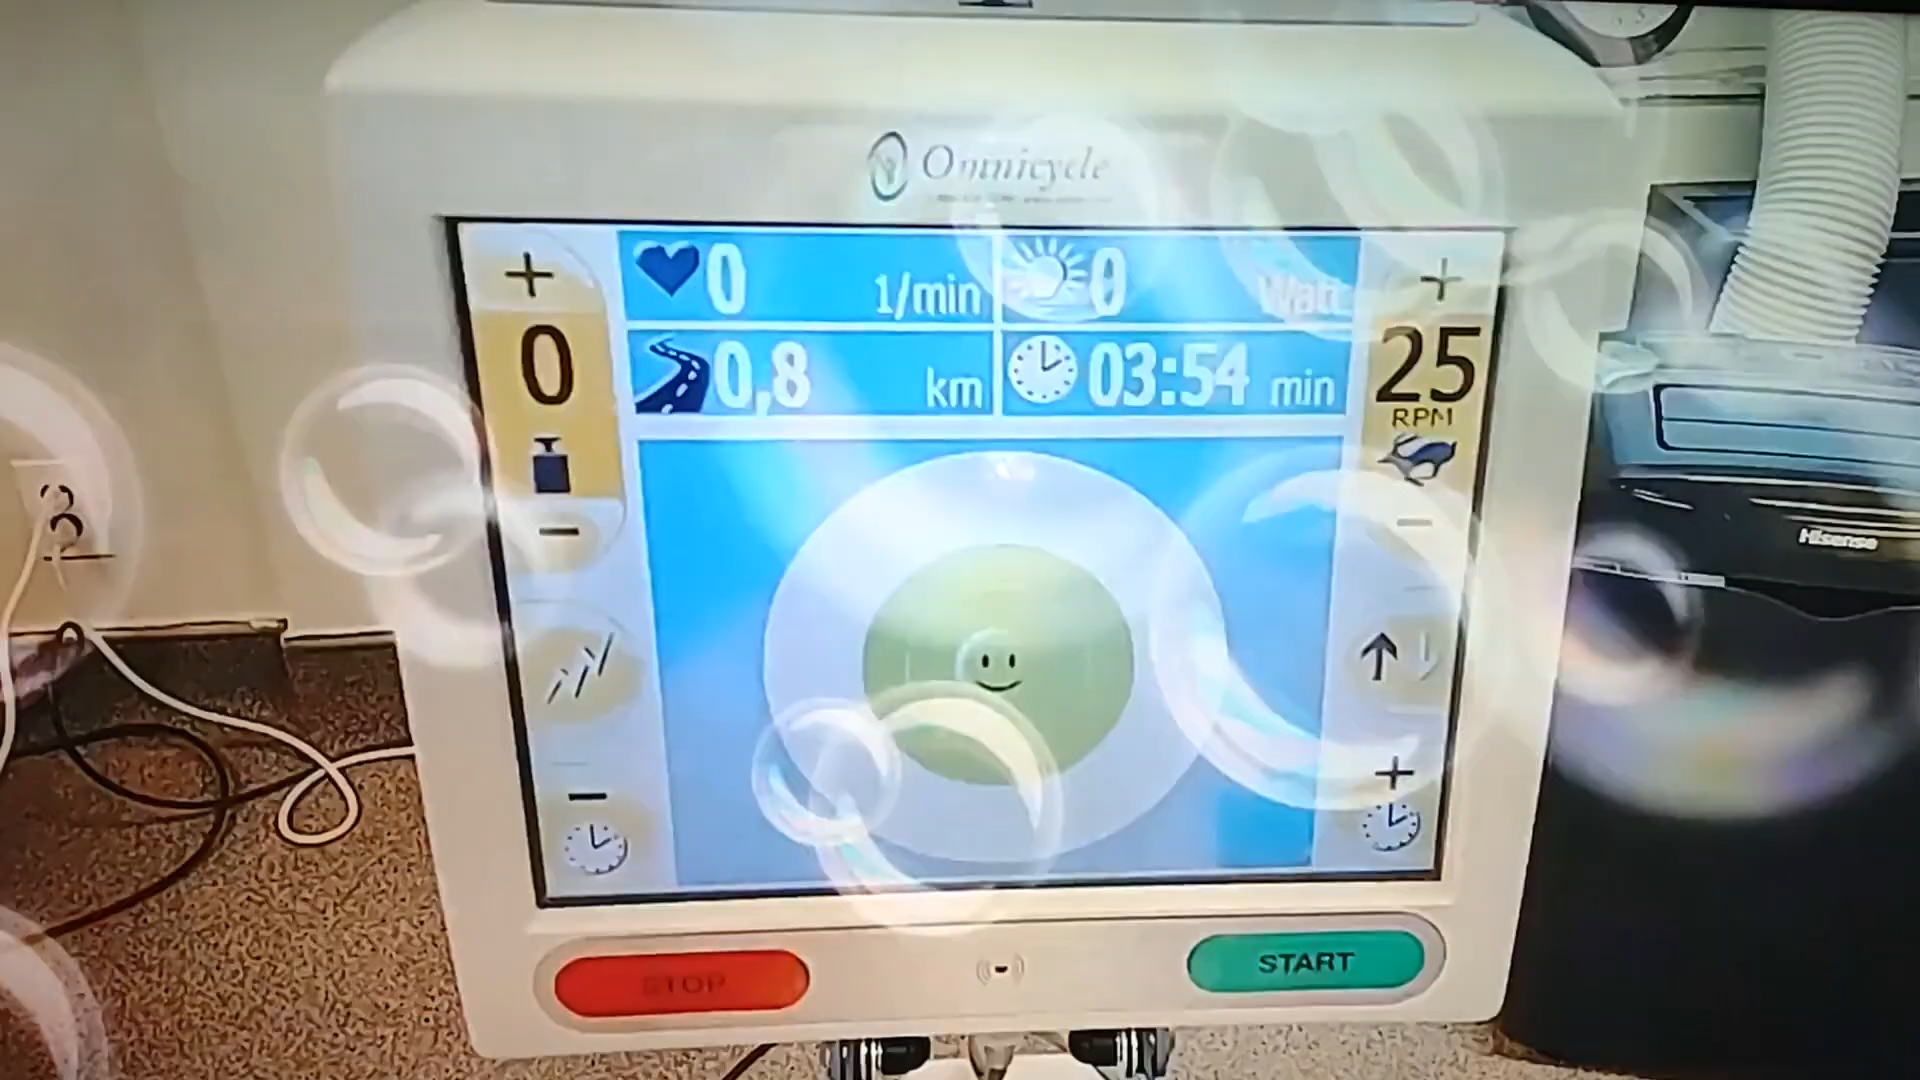 Omnicycle
+ 0 1/min 0 Watt +
0 0,8 km 03:54 min 25
RPM
−
−
Hisense
+
−
STOP START